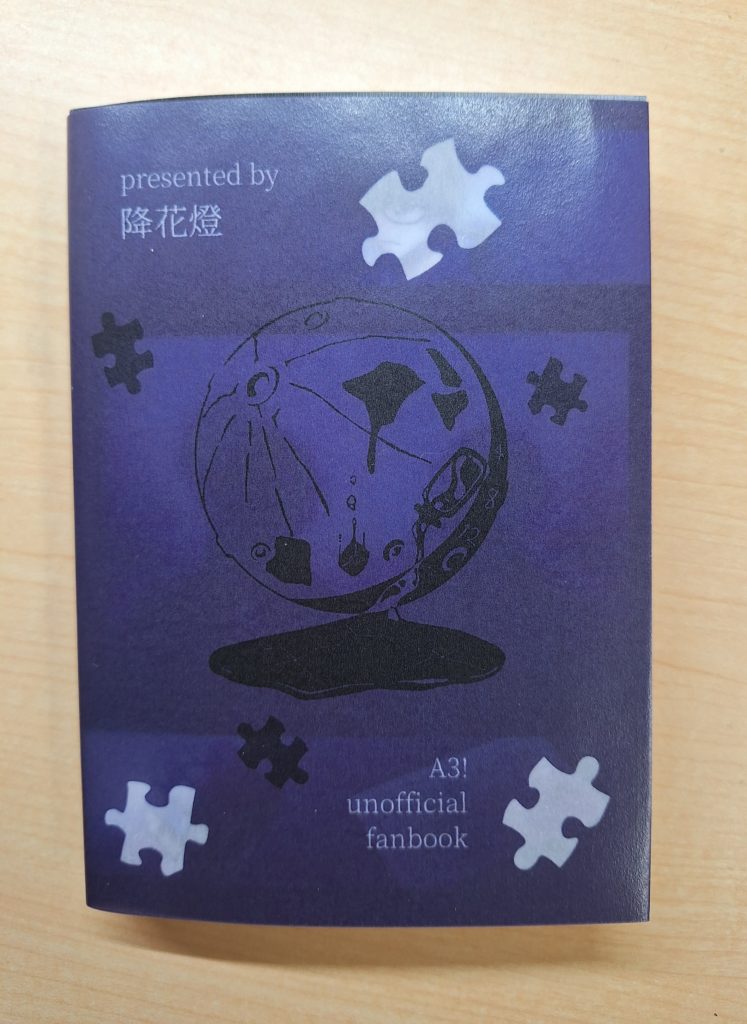 presented by
降花燈
A3!
unofficial
fanbook